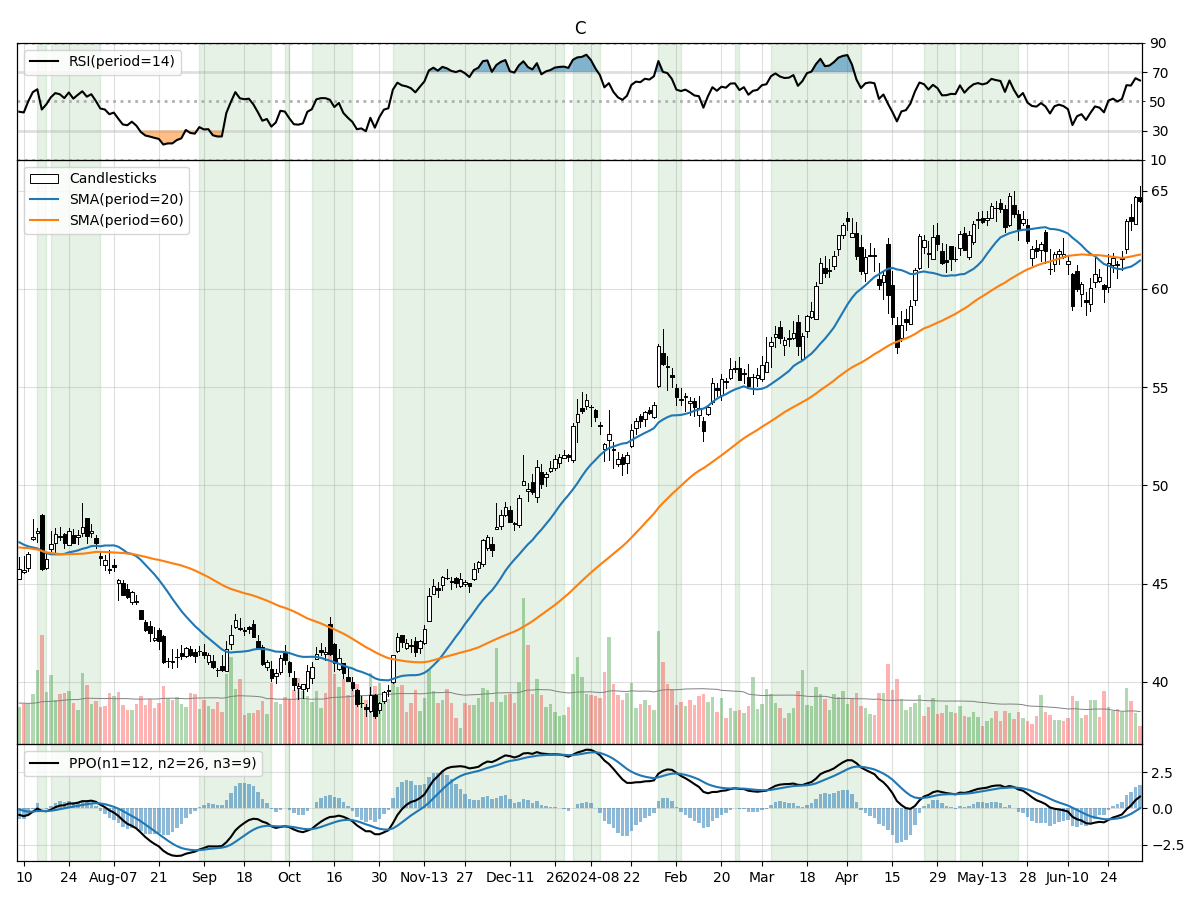 C
RSI(period=14)
90
70
50
30
10
Candlesticks
SMA(period=20)
SMA(period=60)
65
60
55
50
45
40
PPO(n1=12, n2=26, n3=9)
2.5
0.0
−2.5
10 24 Aug-07 21 Sep 18 Oct 16 30 Nov-13 27 Dec-11 26 2024-08 22 Feb 20 Mar 18 Apr 15 29 May-13 28 Jun-10 24